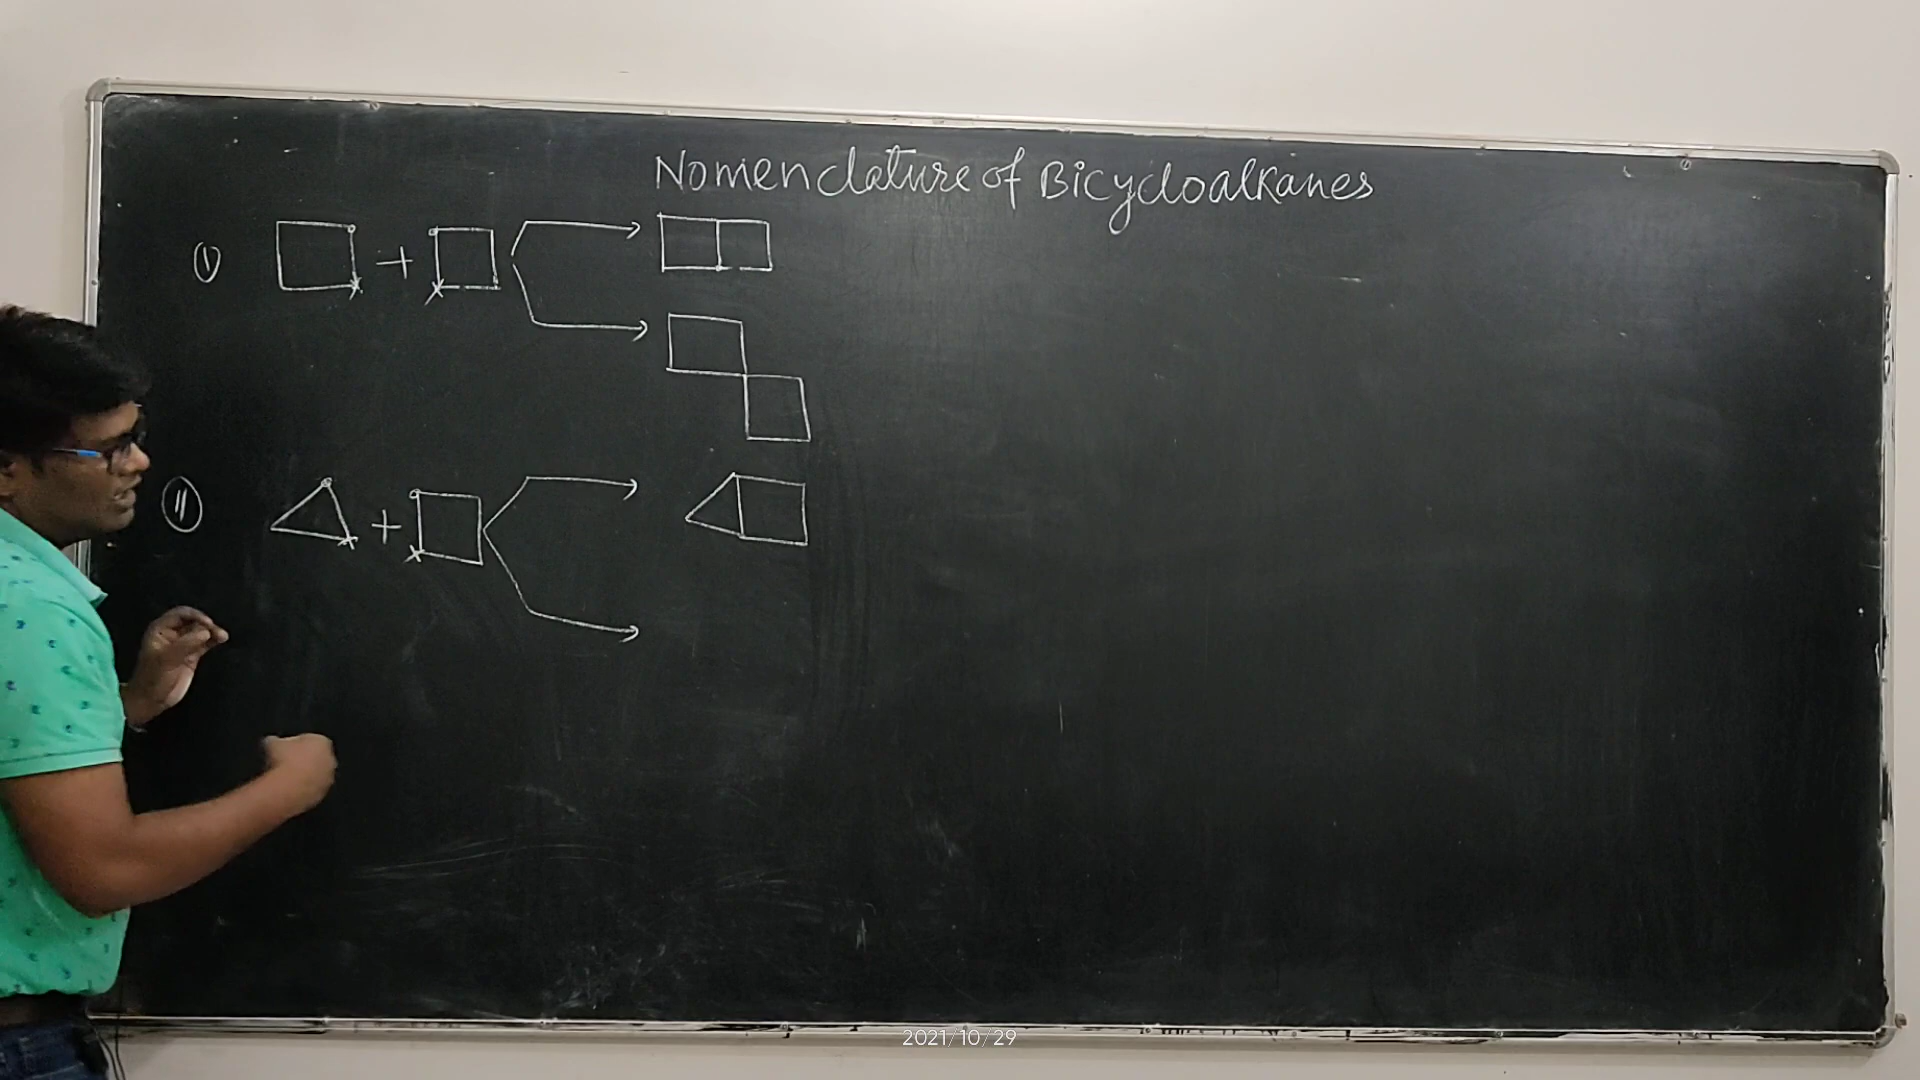 Nomenclature of Bicycloalkanes
I
+
II
+
2021/10/29